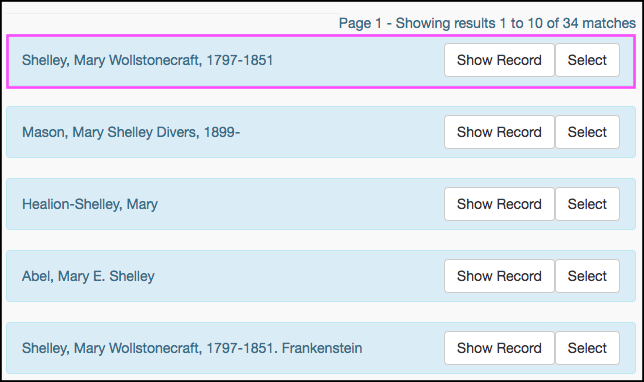 Page 1 - Showing results 1 to 10 of 34 matches
Shelley, Mary Wollstonecraft, 1797-1851 Show Record Select
Mason, Mary Shelley Divers, 1899- Show Record Select
Healion-Shelley, Mary Show Record Select
Abel, Mary E. Shelley Show Record Select
Shelley, Mary Wollstonecraft, 1797-1851. Frankenstein Show Record Select